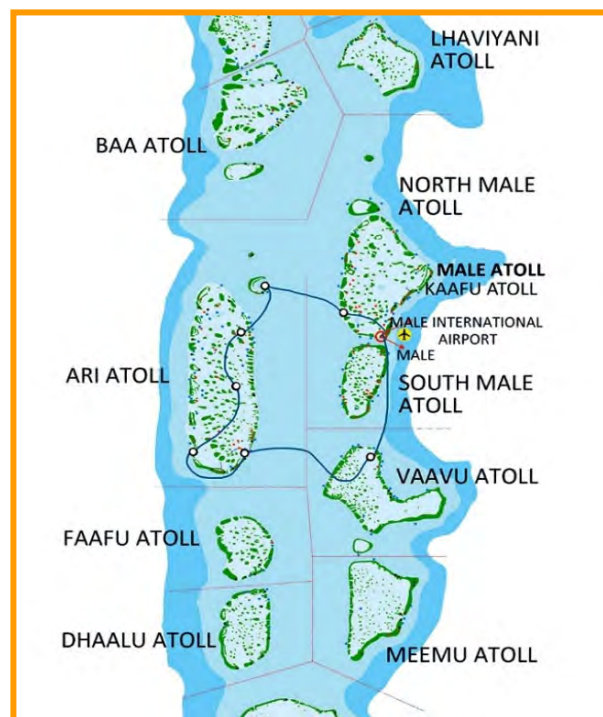 LHAVIYANI
ATOLL
BAA ATOLL
NORTH MALE
ATOLL
MALE ATOLL
KAAFU ATOLL
MALE INTERNATIONAL
AIRPORT
MALE
ARI ATOLL
SOUTH MALE
ATOLL
VAAVU ATOLL
FAAFU ATOLL
DHAALU ATOLL
MEEMU ATOLL